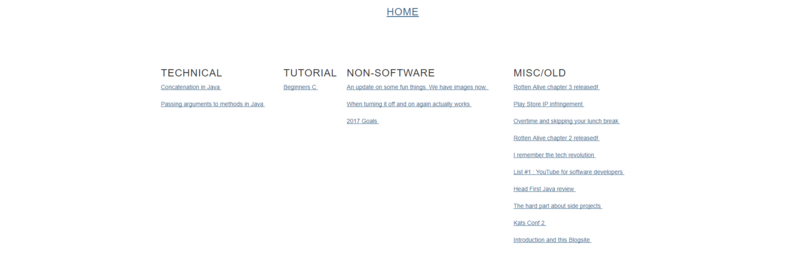 HOME
TECHNICAL
Concatenation in Java
Passing arguments to methods in Java
TUTORIAL
Beginners C
NON-SOFTWARE
An update on some fun things. We have images now.
When turning it off and on again actually works
2017 Goals
MISC/OLD
Rotten Alive chapter 3 released!
Play Store IP infringement
Overtime and skipping your lunch break
Rotten Alive chapter 2 released!
I remember the tech revolution
List #1 : YouTube for software developers
Head First Java review
The hard part about side projects
Kats Conf 2
Introduction and this Blogsite